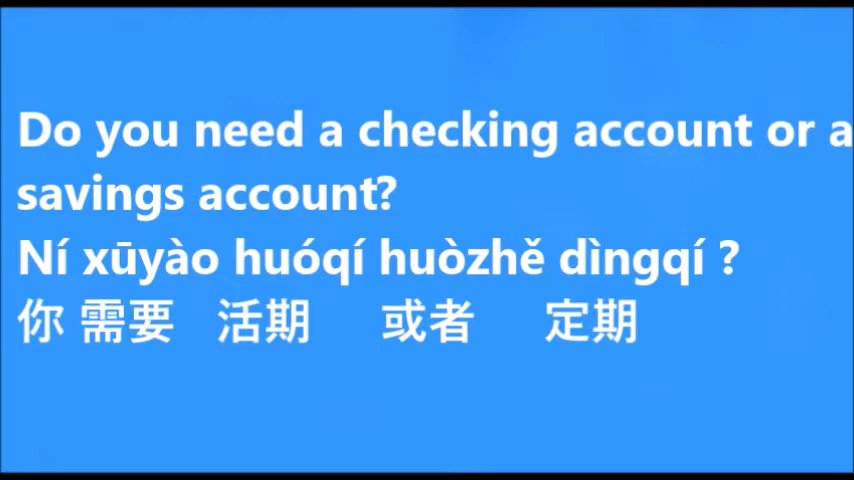 Do you need a checking account or a
savings account?
Ní xūyào huóqí huòzhě dìngqí ?
你 需要 活期 或者 定期